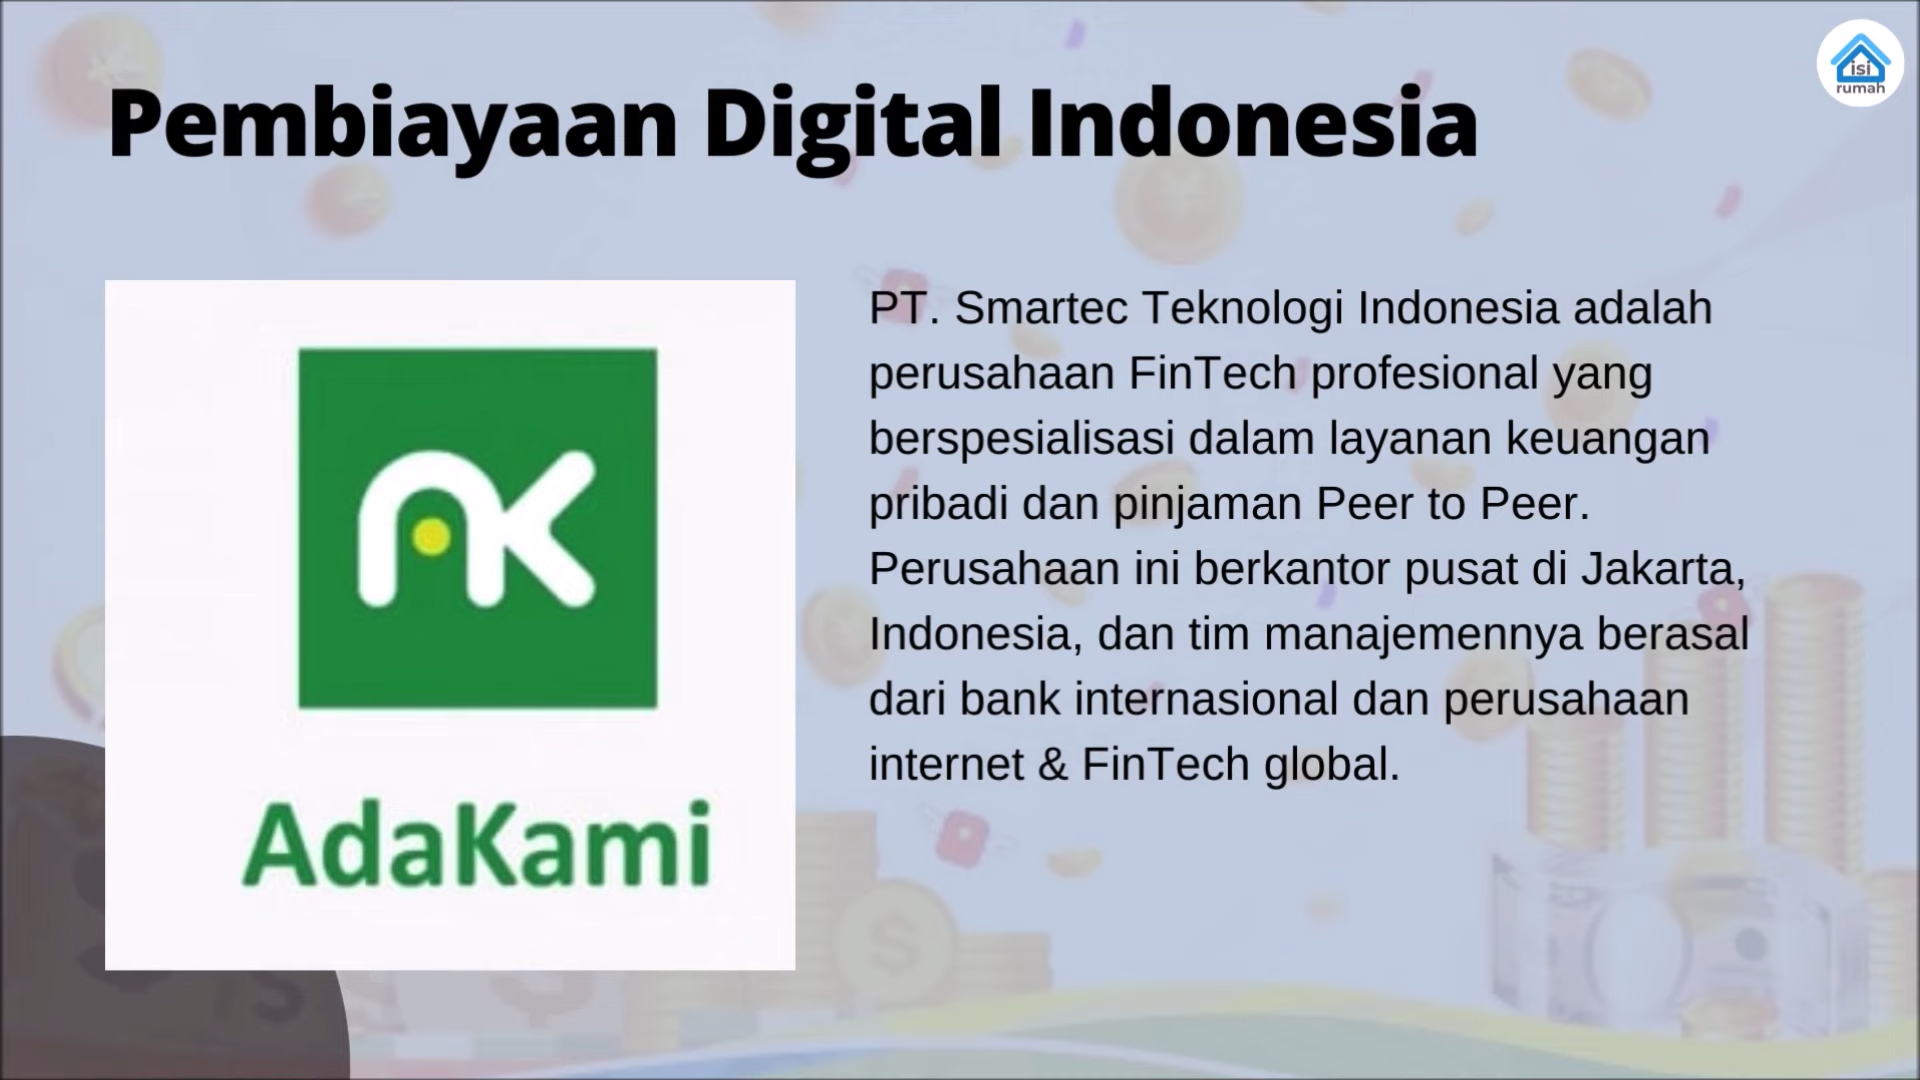 isi
rumah
Pembiayaan Digital Indonesia
AK
AdaKami
PT. Smartec Teknologi Indonesia adalah
perusahaan FinTech profesional yang
berspesialisasi dalam layanan keuangan
pribadi dan pinjaman Peer to Peer.
Perusahaan ini berkantor pusat di Jakarta,
Indonesia, dan tim manajemennya berasal
dari bank internasional dan perusahaan
internet & FinTech global.